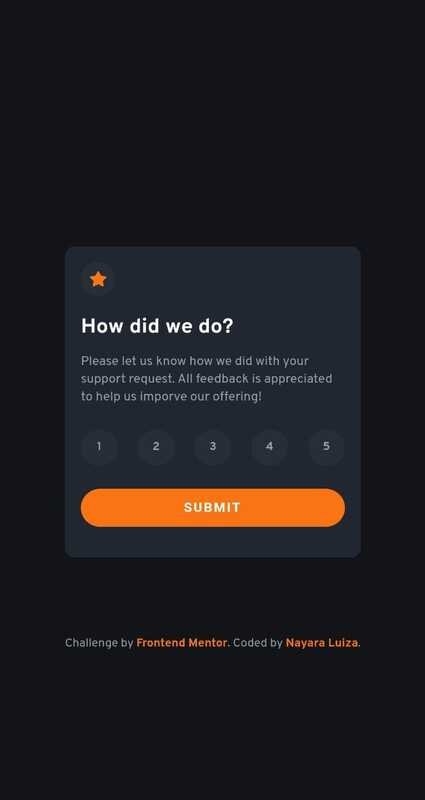 How did we do?
Please let us know how we did with your
support request. All feedback is appreciated
to help us imporve our offering!
1 2 3 4 5
SUBMIT
Challenge by Frontend Mentor. Coded by Nayara Luiza.